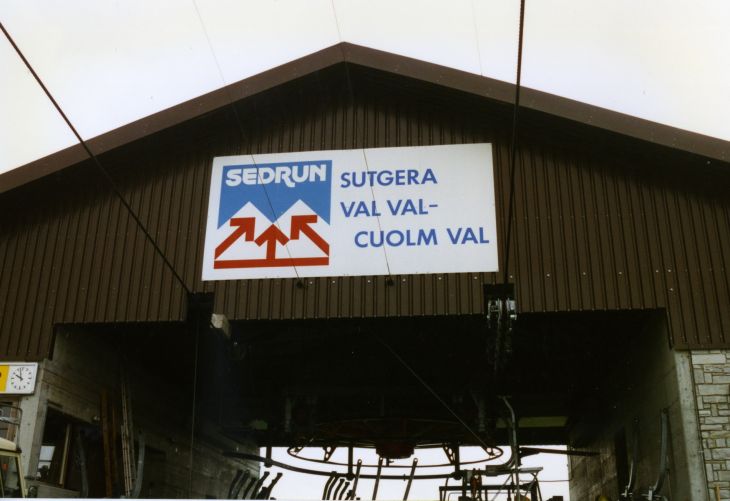 SEDRUN
SUTGERA
VAL VAL-
CUOLM VAL